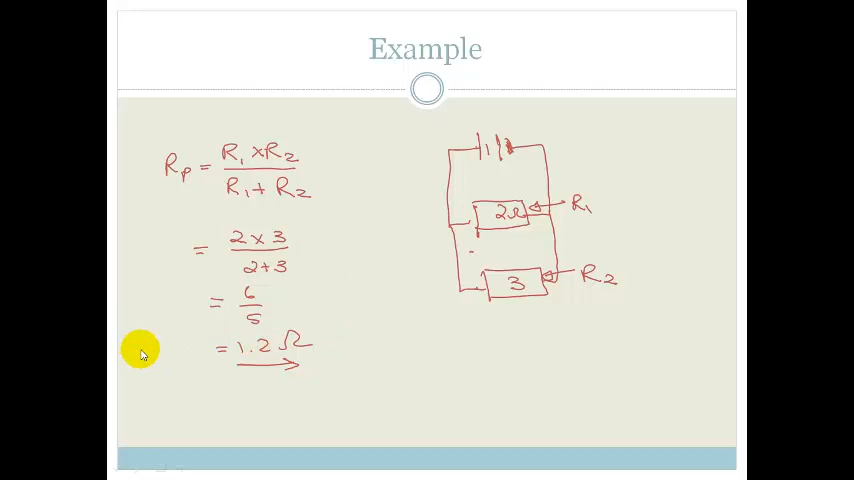 Example
Rp = R1 x R2 / R1 + R2
= 2 x 3 / 2 + 3
= 6 / 5
= 1.2 Ω
2Ω
R1
3
R2